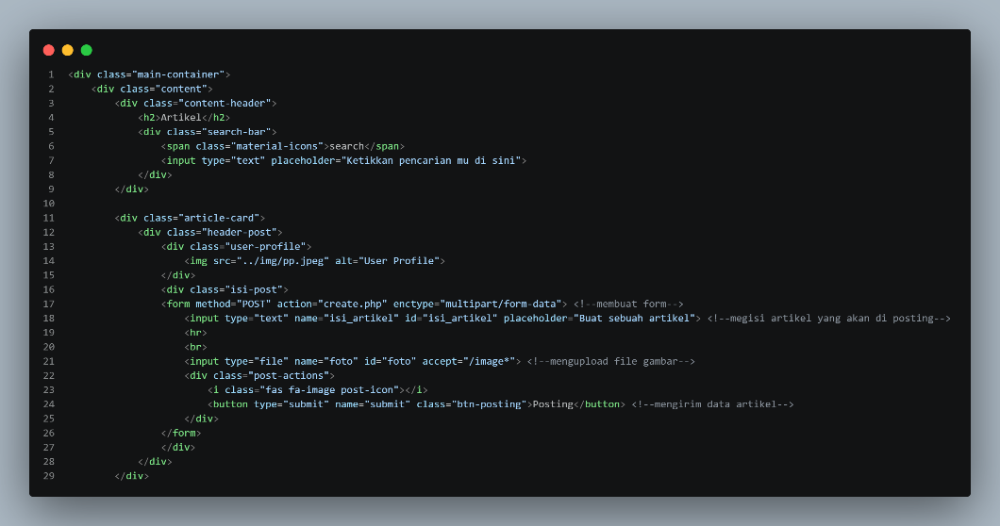 1 <div class="main-container">
2     <div class="content">
3         <div class="content-header">
4             <h2>Artikel</h2>
5             <div class="search-bar">
6                 <span class="material-icons">search</span>
7                 <input type="text" placeholder="Ketikkan pencarian mu di sini">
8             </div>
9         </div>
10
11         <div class="article-card">
12             <div class="header-post">
13                 <div class="user-profile">
14                     <img src="../img/pp.jpeg" alt="User Profile">
15                 </div>
16                 <div class="isi-post">
17                 <form method="POST" action="create.php" enctype="multipart/form-data"> <!--membuat form-->
18                     <input type="text" name="isi_artikel" id="isi_artikel" placeholder="Buat sebuah artikel"> <!--megisi artikel yang akan di posting-->
19                     <hr>
20                     <br>
21                     <input type="file" name="foto" id="foto" accept="/image*"> <!--mengupload file gambar-->
22                     <div class="post-actions">
23                         <i class="fas fa-image post-icon"></i>
24                         <button type="submit" name="submit" class="btn-posting">Posting</button> <!--mengirim data artikel-->
25                     </div>
26                 </form>
27                 </div>
28             </div>
29         </div>